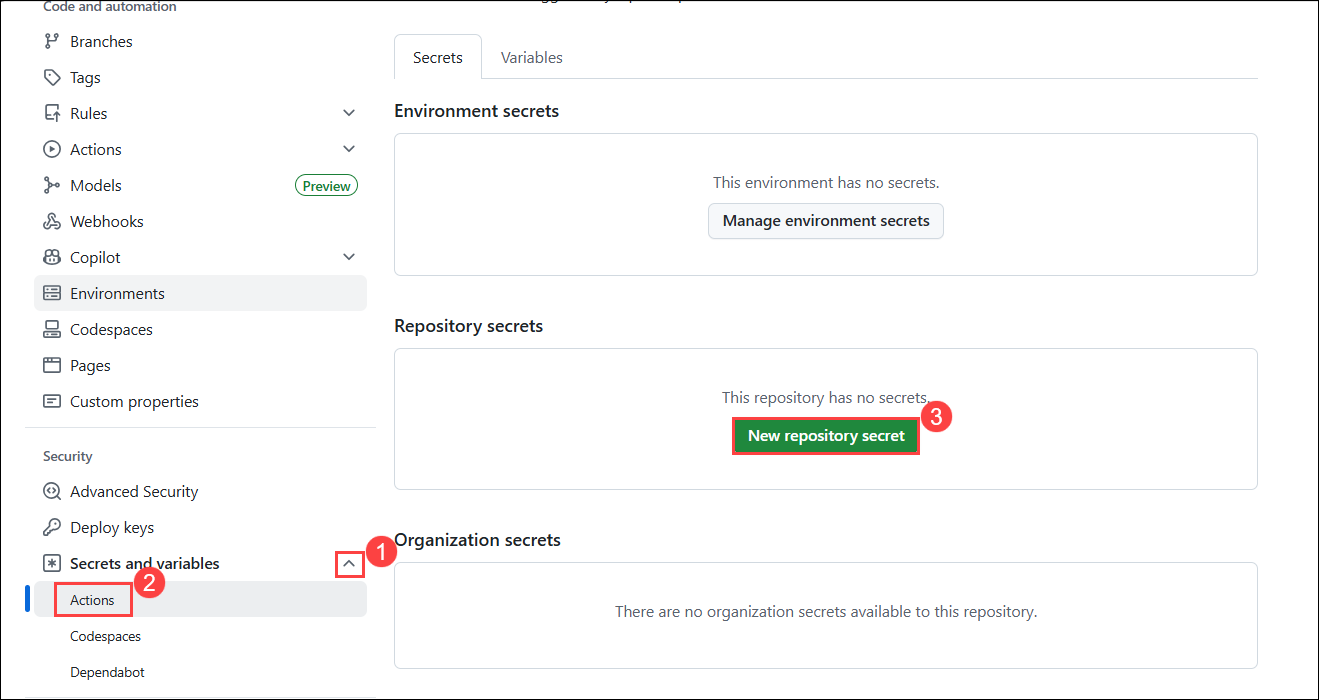 Code and automation
Branches
Tags
Rules
Actions
Models
Preview
Webhooks
Copilot
Environments
Codespaces
Pages
Custom properties
Security
Advanced Security
Deploy keys
Secrets and variables
1
Actions
2
Codespaces
Dependabot
Secrets
Variables
Environment secrets
This environment has no secrets.
Manage environment secrets
Repository secrets
This repository has no secrets.
New repository secret
3
Organization secrets
There are no organization secrets available to this repository.